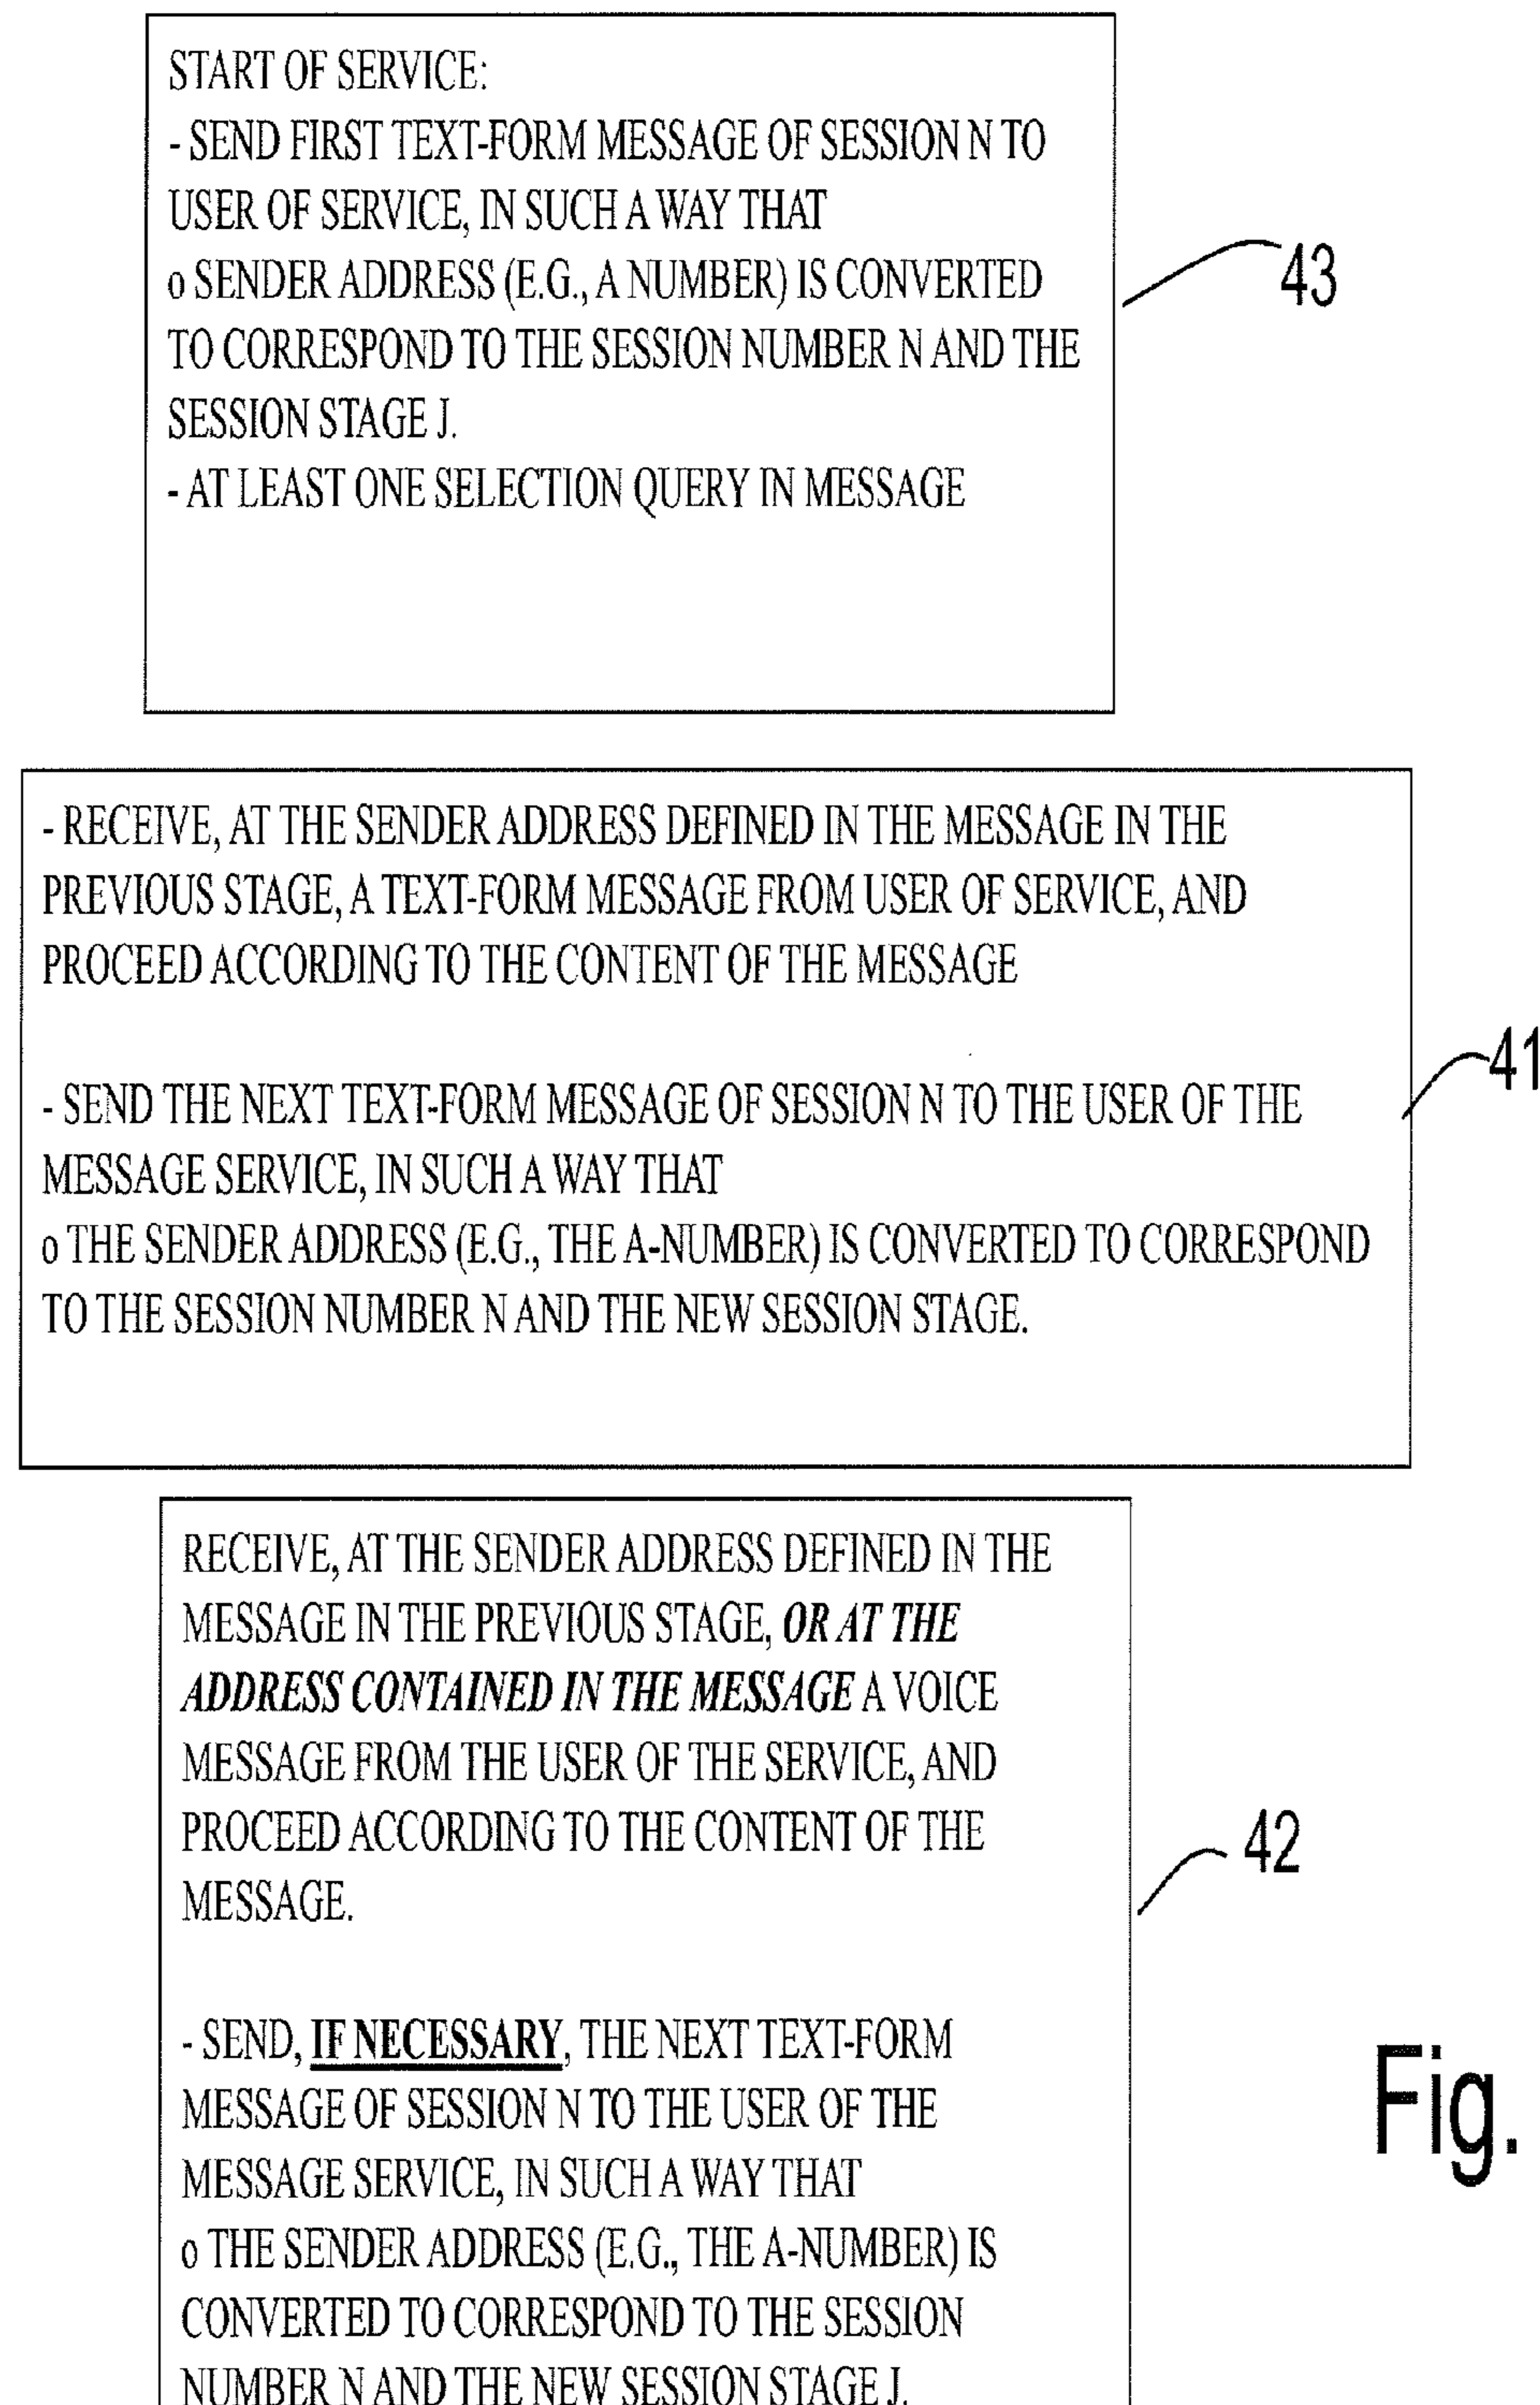 START OF SERVICE:
- SEND FIRST TEXT-FORM MESSAGE OF SESSION N TO
USER OF SERVICE, IN SUCH A WAY THAT
o SENDER ADDRESS (E.G., A NUMBER) IS CONVERTED
TO CORRESPOND TO THE SESSION NUMBER N AND THE
SESSION STAGE J.
- AT LEAST ONE SELECTION QUERY IN MESSAGE
43
- RECEIVE, AT THE SENDER ADDRESS DEFINED IN THE MESSAGE IN THE
PREVIOUS STAGE, A TEXT-FORM MESSAGE FROM USER OF SERVICE, AND
PROCEED ACCORDING TO THE CONTENT OF THE MESSAGE
- SEND THE NEXT TEXT-FORM MESSAGE OF SESSION N TO THE USER OF THE
MESSAGE SERVICE, IN SUCH A WAY THAT
o THE SENDER ADDRESS (E.G., THE A-NUMBER) IS CONVERTED TO CORRESPOND
TO THE SESSION NUMBER N AND THE NEW SESSION STAGE.
41
RECEIVE, AT THE SENDER ADDRESS DEFINED IN THE
MESSAGE IN THE PREVIOUS STAGE, OR AT THE
ADDRESS CONTAINED IN THE MESSAGE A VOICE
MESSAGE FROM THE USER OF THE SERVICE, AND
PROCEED ACCORDING TO THE CONTENT OF THE
MESSAGE.
- SEND, IF NECESSARY, THE NEXT TEXT-FORM
MESSAGE OF SESSION N TO THE USER OF THE
MESSAGE SERVICE, IN SUCH A WAY THAT
o THE SENDER ADDRESS (E.G., THE A-NUMBER) IS
CONVERTED TO CORRESPOND TO THE SESSION
NUMBER N AND THE NEW SESSION STAGE J.
42
Fig.